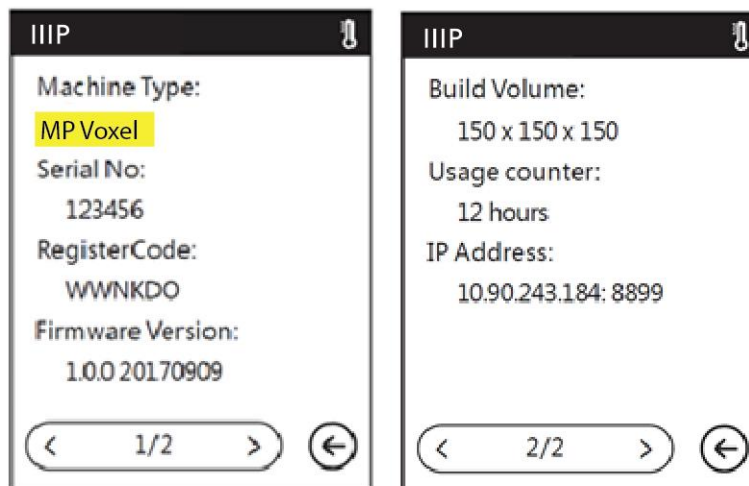 IIIP
Machine Type:
MP Voxel
Serial No:
123456
RegisterCode:
WWNKDO
Firmware Version:
1.0.0 20170909
< 1/2 >
IIIP
Build Volume:
150 x 150 x 150
Usage counter:
12 hours
IP Address:
10.90.243.184: 8899
< 2/2 >